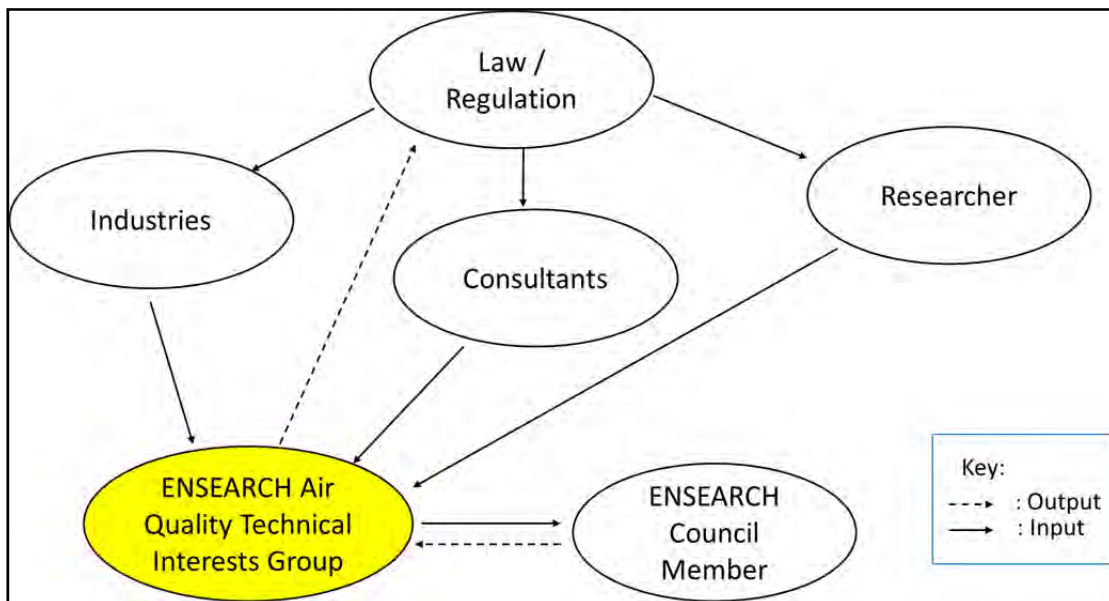 Law /
Regulation
Industries
Researcher
Consultants
ENSEARCH Air
Quality Technical
Interests Group
ENSEARCH
Council
Member
Key:
: Output
: Input